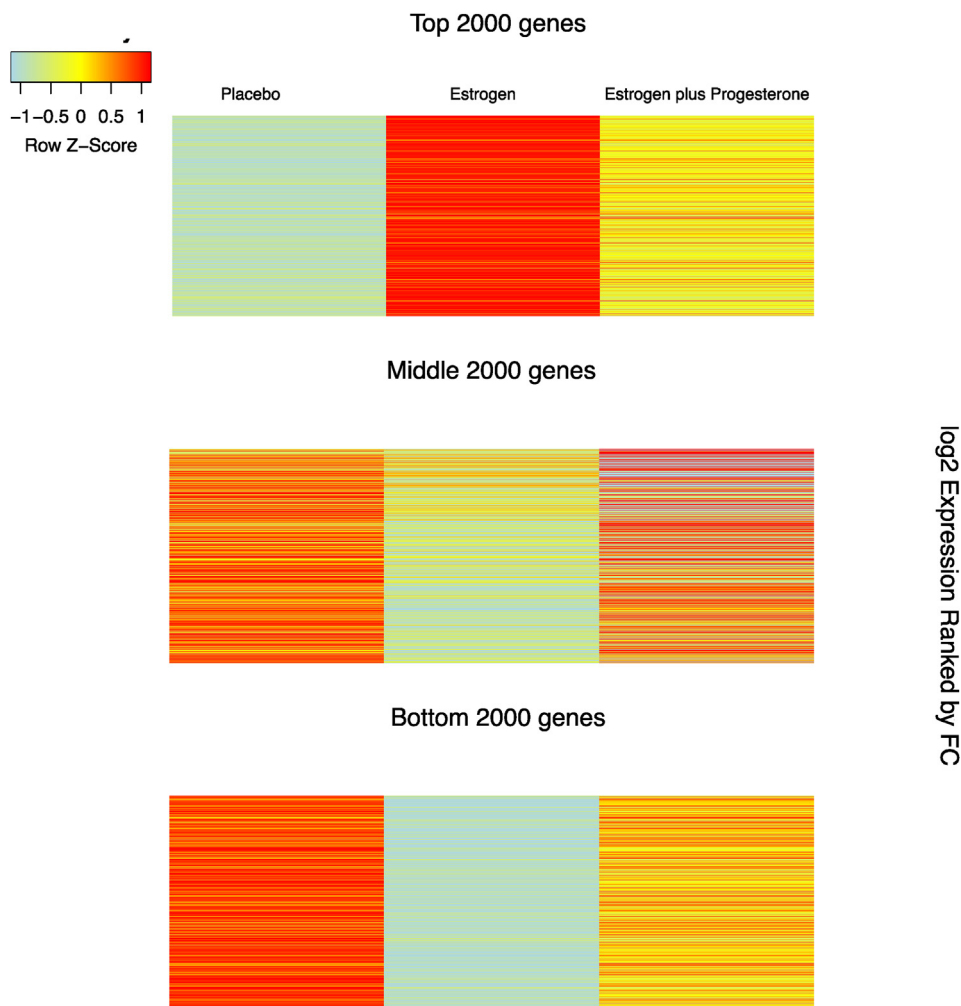 Top 2000 genes
−1−0.5 0 0.5 1
Row Z−Score
Placebo Estrogen Estrogen plus Progesterone
Middle 2000 genes
log2 Expression Ranked by FC
Bottom 2000 genes